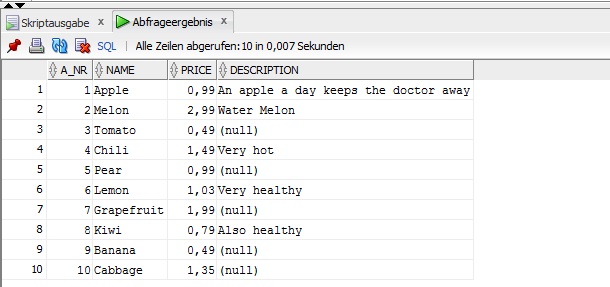 Skriptausgabe x Abfrageergebnis x
SQL | Alle Zeilen abgerufen: 10 in 0,007 Sekunden
A_NR NAME PRICE DESCRIPTION
1 1 Apple 0,99 An apple a day keeps the doctor away
2 2 Melon 2,99 Water Melon
3 3 Tomato 0,49 (null)
4 4 Chili 1,49 Very hot
5 5 Pear 0,99 (null)
6 6 Lemon 1,03 Very healthy
7 7 Grapefruit 1,99 (null)
8 8 Kiwi 0,79 Also healthy
9 9 Banana 0,49 (null)
10 10 Cabbage 1,35 (null)